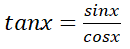 tanx = sinx/cosx